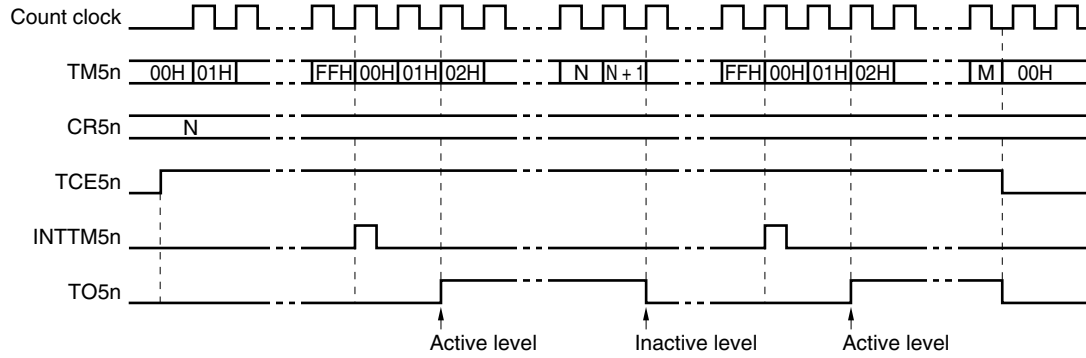 Count clock
TM5n 00H 01H FFH 00H 01H 02H N N + 1 FFH 00H 01H 02H M 00H
CR5n N
TCE5n
INTTM5n
TO5n
Active level Inactive level Active level